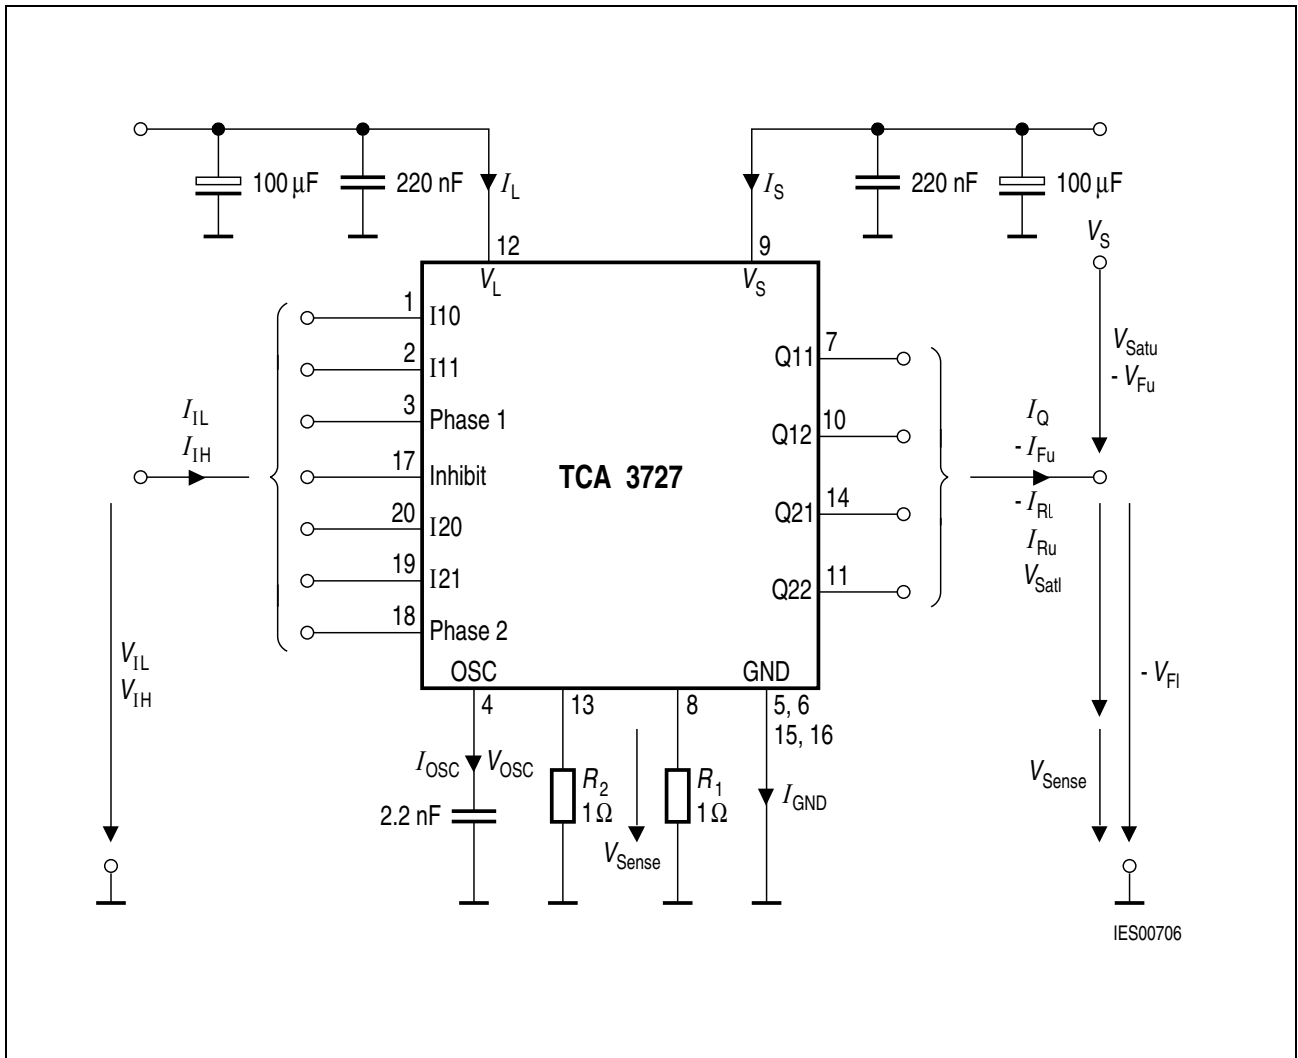 100 μF
220 nF
I_L
I_S
220 nF
100 μF
12
9
V_S
V_L
V_S
1
I10
2
I11
3
Phase 1
17
Inhibit
20
I20
19
I21
18
Phase 2
I_IL
I_IH
V_IL
V_IH
TCA 3727
7
Q11
10
Q12
14
Q21
11
Q22
V_Satu
- V_Fu
I_Q
- I_Fu
- I_Rl
I_Ru
V_Satl
- V_Fl
V_Sense
OSC
GND
4
13
8
5, 6
15, 16
I_OSC
V_OSC
2.2 nF
R_2
1 Ω
V_Sense
R_1
1 Ω
I_GND
IES00706